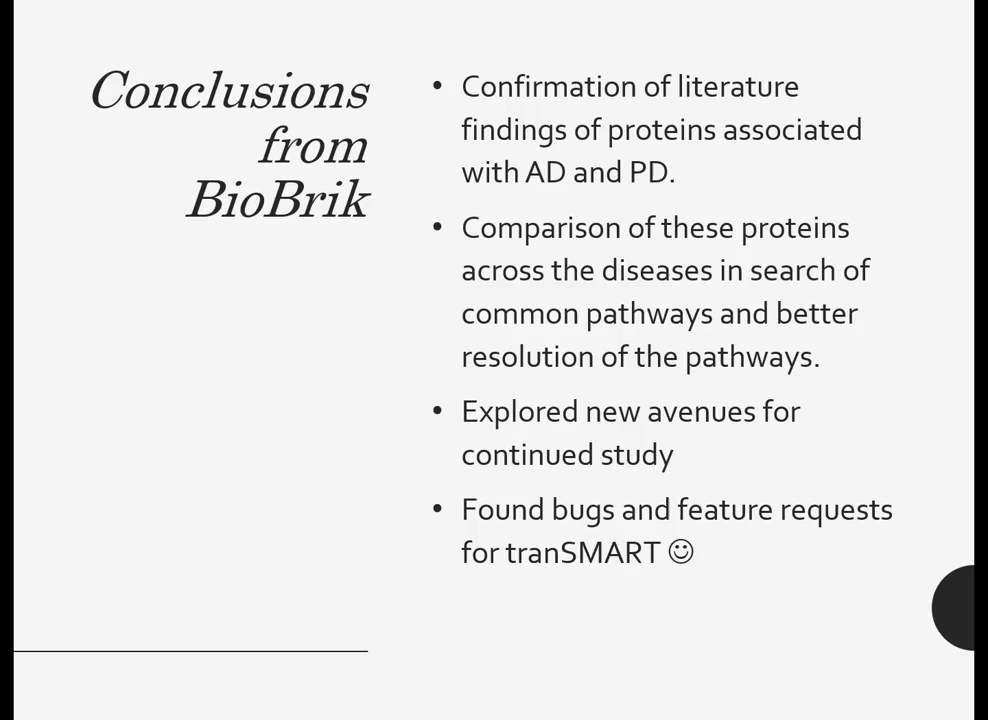 Conclusions
from
BioBrik
• Confirmation of literature
findings of proteins associated
with AD and PD.
• Comparison of these proteins
across the diseases in search of
common pathways and better
resolution of the pathways.
• Explored new avenues for
continued study
• Found bugs and feature requests
for tranSMART ☺